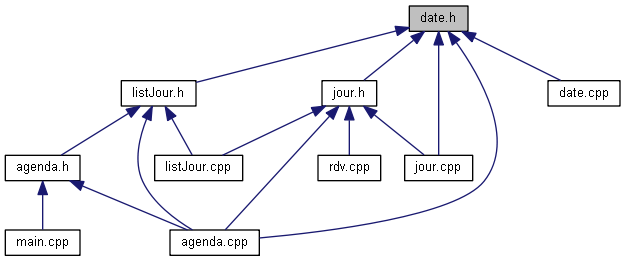 date.h
listJour.h
jour.h
date.cpp
agenda.h
listJour.cpp
rdv.cpp
jour.cpp
main.cpp
agenda.cpp